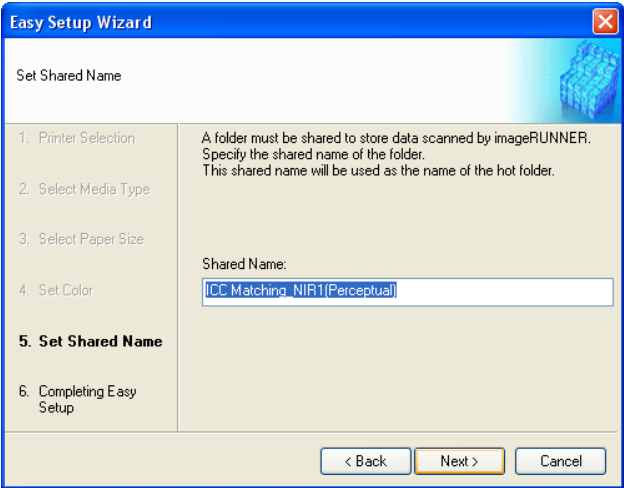 Easy Setup Wizard
Set Shared Name
1. Printer Selection
2. Select Media Type
3. Select Paper Size
4. Set Color
5. Set Shared Name
6. Completing Easy
Setup
A folder must be shared to store data scanned by imageRUNNER.
Specify the shared name of the folder.
This shared name will be used as the name of the hot folder.
Shared Name:
ICC Matching_NIR1(Perceptual)
< Back
Next >
Cancel